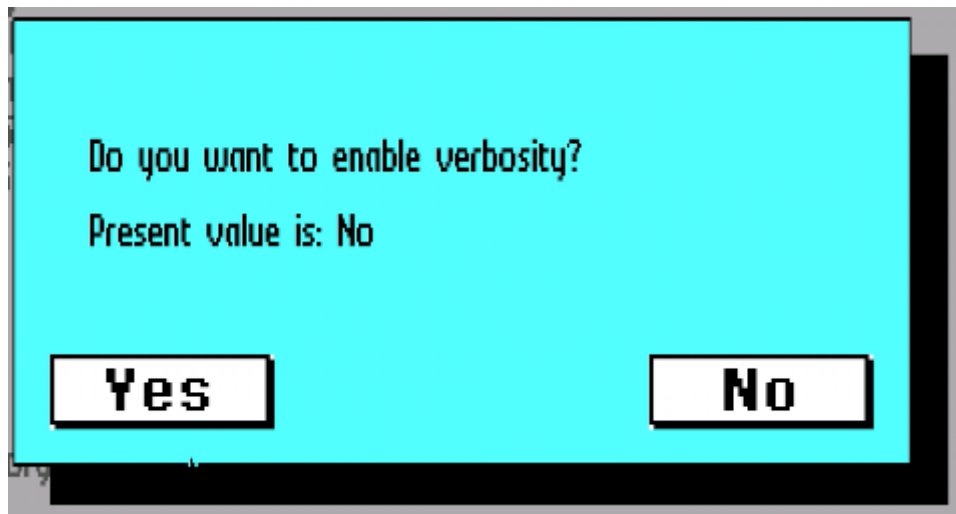 Do you want to enable verbosity?
Present value is: No
Yes
No